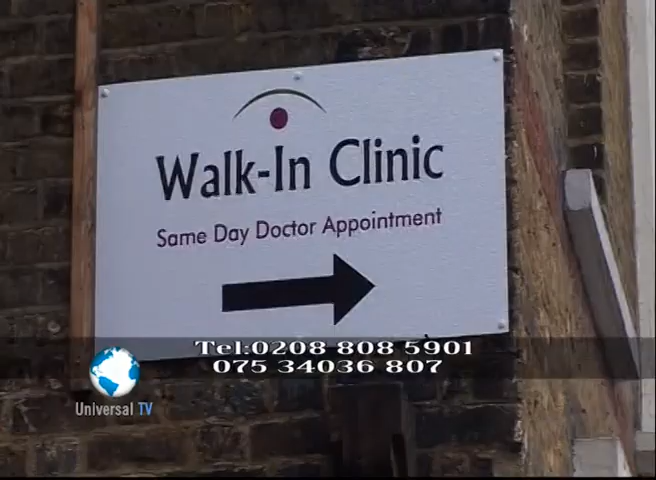 Walk-In Clinic
Same Day Doctor Appointment
Tel:0208 808 5901
075 34036 807
Universal TV